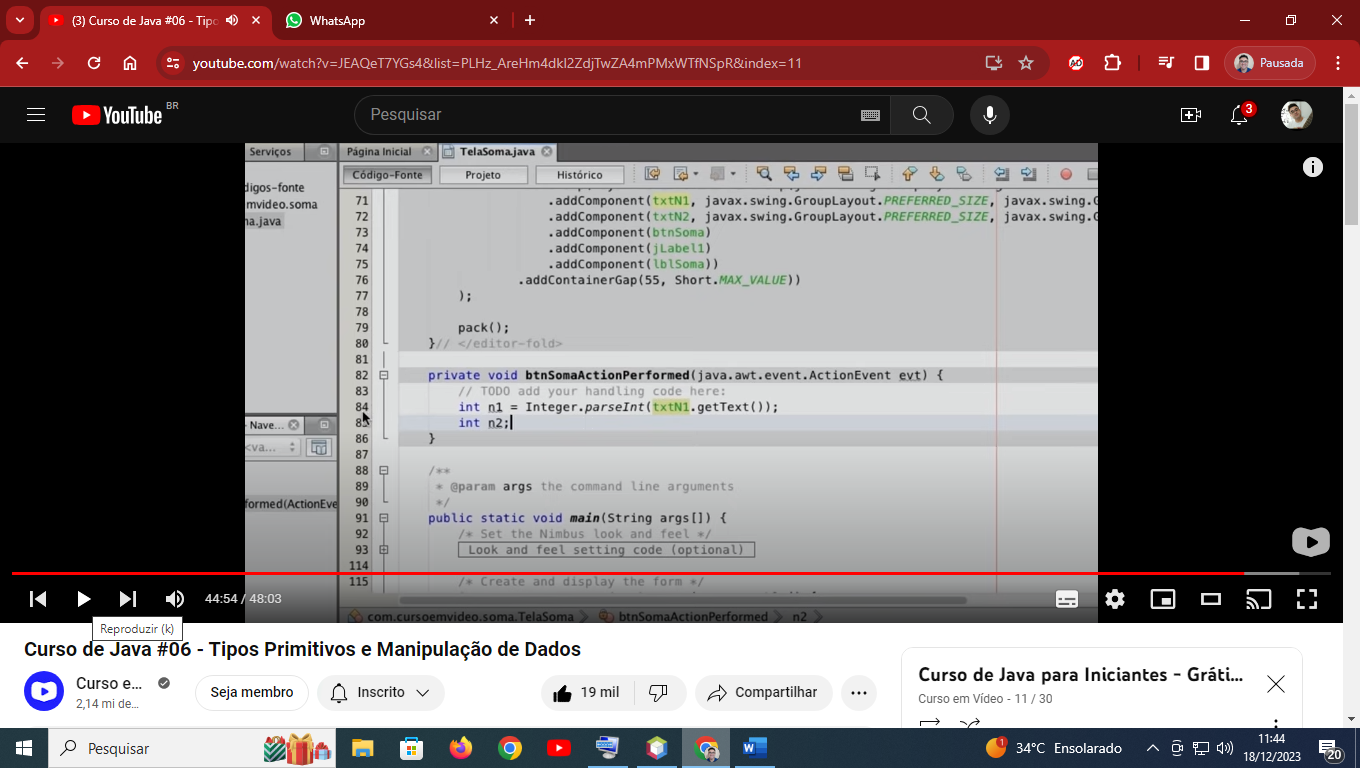 (3) Curso de Java #06 - Tipo
WhatsApp
youtube.com/watch?v=JEAQeT7YGs4&list=PLHz_AreHm4dkI2ZdjTwZA4mPMxWTfNSpR&index=11
Pausada
YouTube BR
Pesquisar
3
Serviços
Página Inicial
TelaSoma.java
Código-Fonte
Projeto
Histórico
ódigos-fonte
mvideo.soma
na.java
71 .addComponent(txtN1, javax.swing.GroupLayout.PREFERRED_SIZE, javax.swing.G
72 .addComponent(txtN2, javax.swing.GroupLayout.PREFERRED_SIZE, javax.swing.G
73 .addComponent(btnSoma)
74 .addComponent(jLabel1)
75 .addComponent(lblSoma))
76 .addContainerGap(55, Short.MAX_VALUE))
77 );
78
79 pack();
80 }// </editor-fold>
81
82 private void btnSomaActionPerformed(java.awt.event.ActionEvent evt) {
83 // TODO add your handling code here:
84 int n1 = Integer.parseInt(txtN1.getText());
85 int n2;
86 }
87
88 /**
89 * @param args the command line arguments
90 */
91 public static void main(String args[]) {
92 /* Set the Nimbus look and feel */
93 Look and feel setting code (optional)
114
115 /* Create and display the form */
- Nave...
<va...
formed(ActionEve
com.cursoemvideo.soma.TelaSoma
btnSomaActionPerformed
n2
44:54 / 48:03
Reproduzir (k)
Curso de Java #06 - Tipos Primitivos e Manipulação de Dados
Curso e...
2,14 mi de...
Seja membro
Inscrito
19 mil
Compartilhar
Curso de Java para Iniciantes - Gráti...
Curso em Vídeo - 11 / 30
Pesquisar
1
34°C Ensolarado
11:44
18/12/2023
20